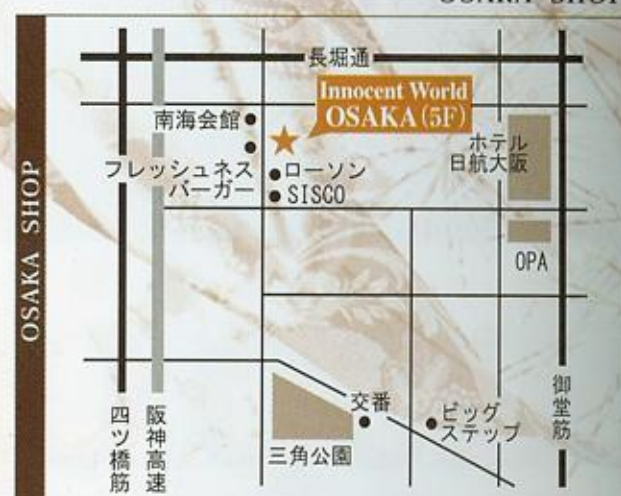 OSAKA SHOP
OSAKA SHOP
長堀通
Innocent World
OSAKA (5F)
南海会館
フレッシュネス
バーガー
ローソン
SISCO
ホテル
日航大阪
OPA
四ツ橋筋
阪神高速
三角公園
交番
ビッグ
ステップ
御堂筋